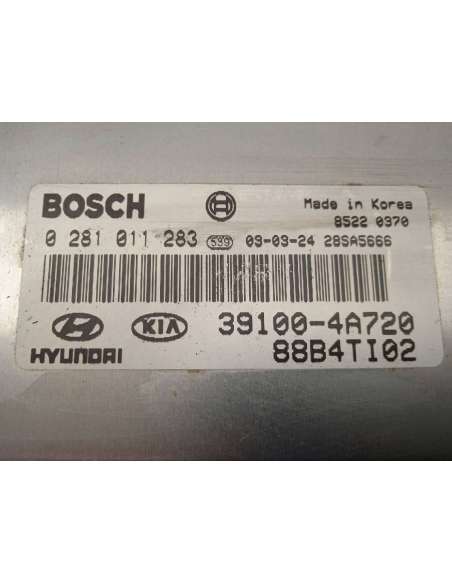 BOSCH
Made in Korea
8522 0370
0 281 011 283 S99 09-03-24 28SA5666
HYUNDAI
KIA
39100-4A720
88B4TI02